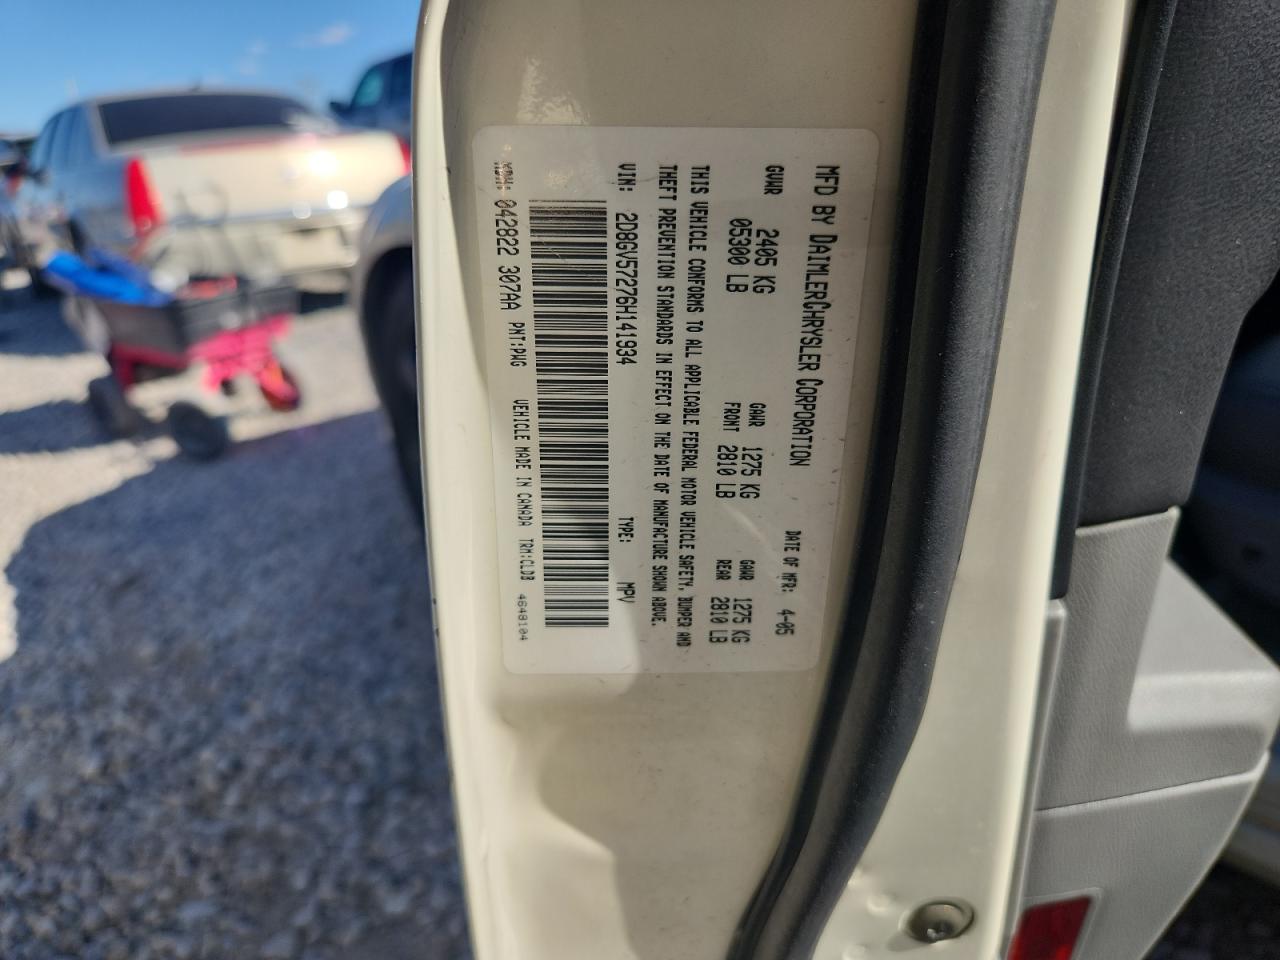 MFD BY DAIMLERCHRYSLER CORPORATION
DATE OF MFR: 4-05
GVWR 2405 KG
05300 LB
GAWR FRONT 1275 KG
2810 LB
GAWR REAR 1275 KG
2810 LB
THIS VEHICLE CONFORMS TO ALL APPLICABLE FEDERAL MOTOR VEHICLE SAFETY, BUMPER AND
THEFT PREVENTION STANDARDS IN EFFECT ON THE DATE OF MANUFACTURE SHOWN ABOVE.
VIN: 2D8GV57276H141934 TYPE: MPV
MDH: 042822 307AA PNT:PWG VEHICLE MADE IN CANADA TRM:CLDB 4648104